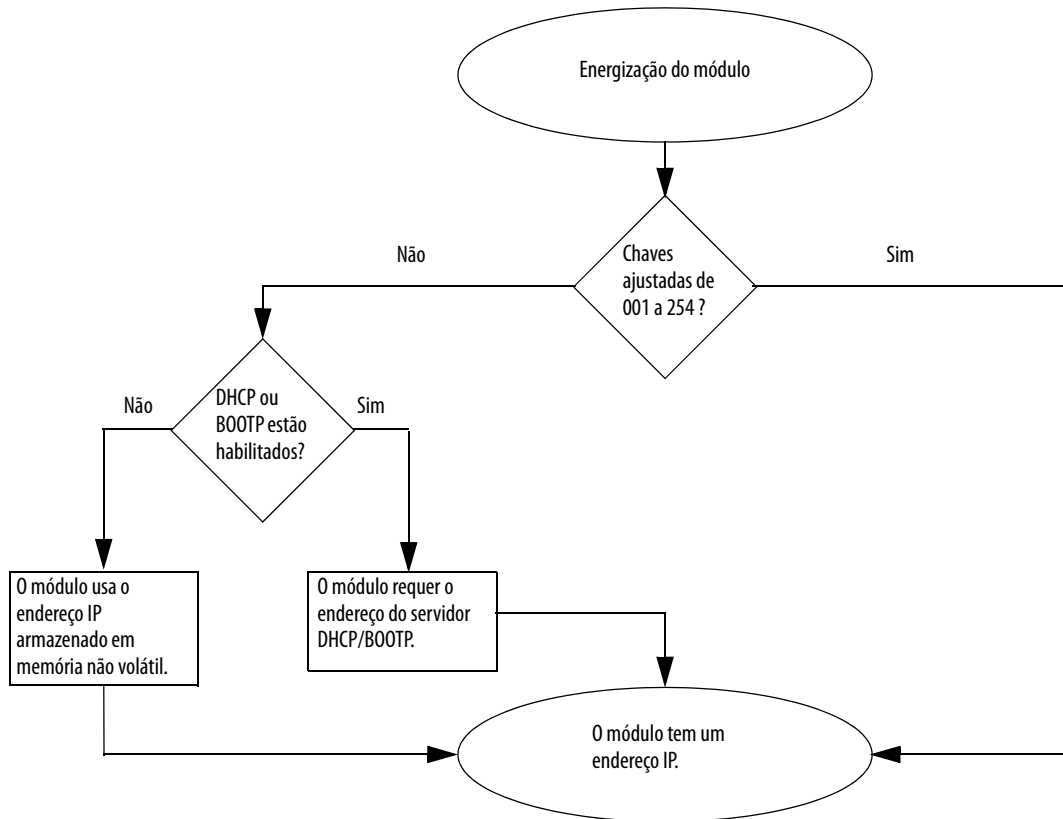 Energização do módulo
Não
Chaves
ajustadas de
001 a 254 ?
Sim
Não
DHCP ou
BOOTP estão
habilitados?
Sim
O módulo usa o
endereço IP
armazenado em
memória não volátil.
O módulo requer o
endereço do servidor
DHCP/BOOTP.
O módulo tem um
endereço IP.